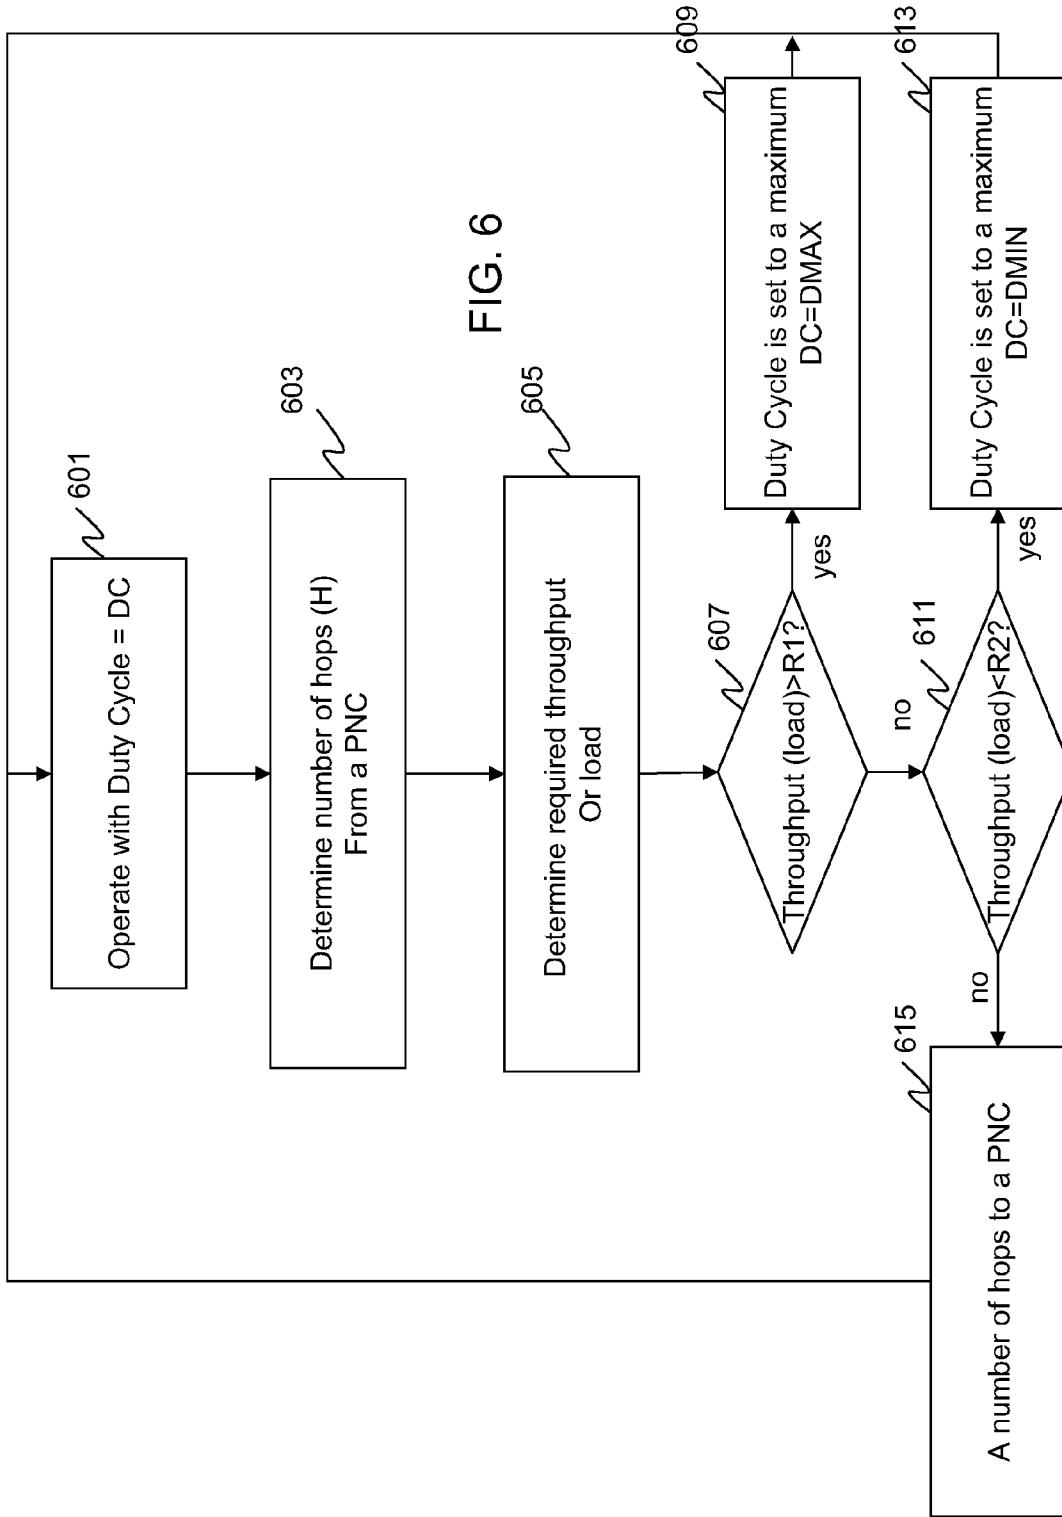 601
Operate with Duty Cycle = DC
603
Determine number of hops (H)
From a PNC
605
Determine required throughput
Or load
FIG. 6
607
Throughput (load)>R1?
yes
609
Duty Cycle is set to a maximum
DC=DMAX
no
611
Throughput (load)<R2?
yes
613
Duty Cycle is set to a maximum
DC=DMIN
no
615
A number of hops to a PNC